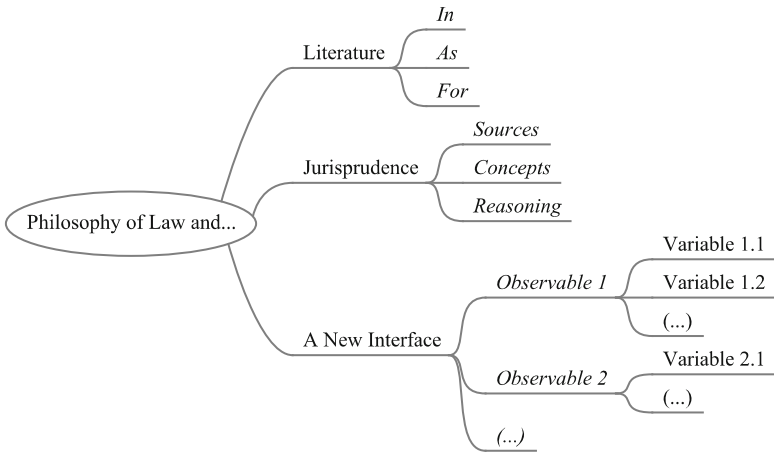 Philosophy of Law and...
Literature
In
As
For
Jurisprudence
Sources
Concepts
Reasoning
A New Interface
Observable 1
Variable 1.1
Variable 1.2
(...)
Observable 2
Variable 2.1
(...)
(...)